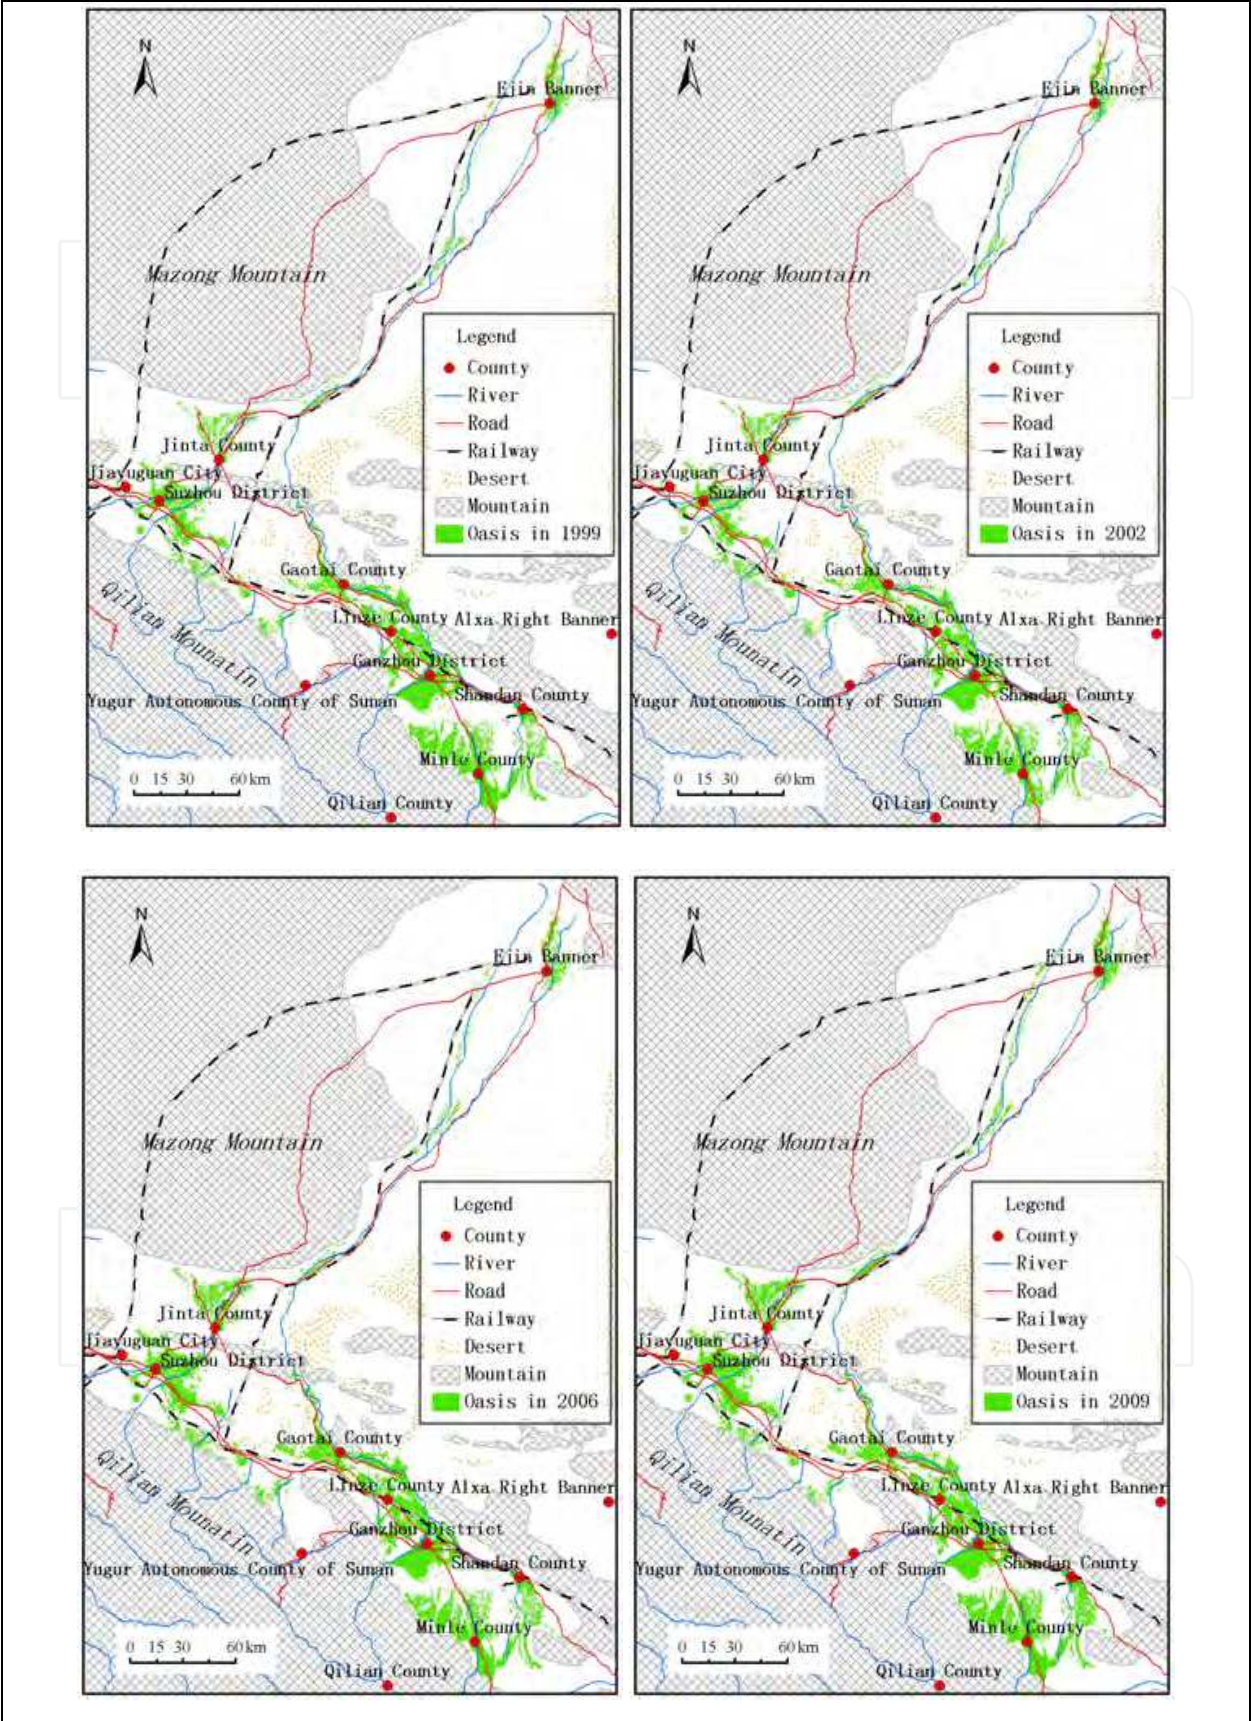 N
Ejin Banner
Mazong Mountain
Legend
County
River
Road
Railway
Desert
Mountain
Oasis in 1999
Jinta County
Jiayuguan City
Suzhou District
Gaotai County
Linze County
Alxa Right Banner
Qilian Mounatin
Ganzhou District
Yugur Autonomous County of Sunan
Shandan County
Minle County
0 15 30 60 km
Qilian County
N
Ejin Banner
Mazong Mountain
Legend
County
River
Road
Railway
Desert
Mountain
Oasis in 2002
Jinta County
Jiayuguan City
Suzhou District
Gaotai County
Linze County
Alxa Right Banner
Qilian Mounatin
Ganzhou District
Yugur Autonomous County of Sunan
Shandan County
Minle County
0 15 30 60 km
Qilian County
N
Ejin Banner
Mazong Mountain
Legend
County
River
Road
Railway
Desert
Mountain
Oasis in 2006
Jinta County
Jiayuguan City
Suzhou District
Gaotai County
Linze County
Alxa Right Banner
Qilian Mounatin
Ganzhou District
Yugur Autonomous County of Sunan
Shandan County
Minle County
0 15 30 60 km
Qilian County
N
Ejin Banner
Mazong Mountain
Legend
County
River
Road
Railway
Desert
Mountain
Oasis in 2009
Jinta County
Jiayuguan City
Suzhou District
Gaotai County
Linze County
Alxa Right Banner
Qilian Mounatin
Ganzhou District
Yugur Autonomous County of Sunan
Shandan County
Minle County
0 15 30 60 km
Qilian County